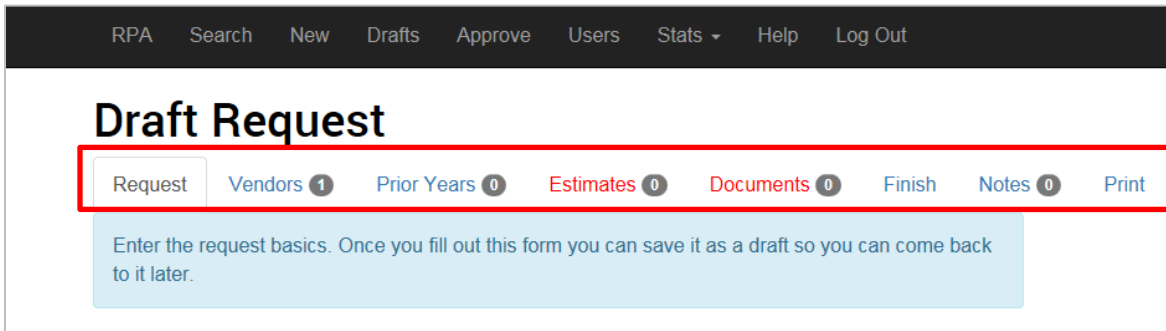 RPA Search New Drafts Approve Users Stats Help Log Out
Draft Request
Request Vendors 1 Prior Years 0 Estimates 0 Documents 0 Finish Notes 0 Print
Enter the request basics. Once you fill out this form you can save it as a draft so you can come back
to it later.